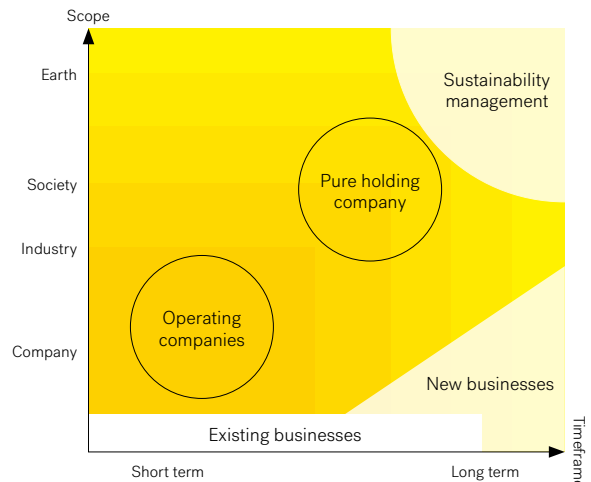 Scope
Earth
Sustainability
management
Society
Pure holding
company
Industry
Operating
companies
Company
New businesses
Existing businesses
Timeframe
Short term
Long term